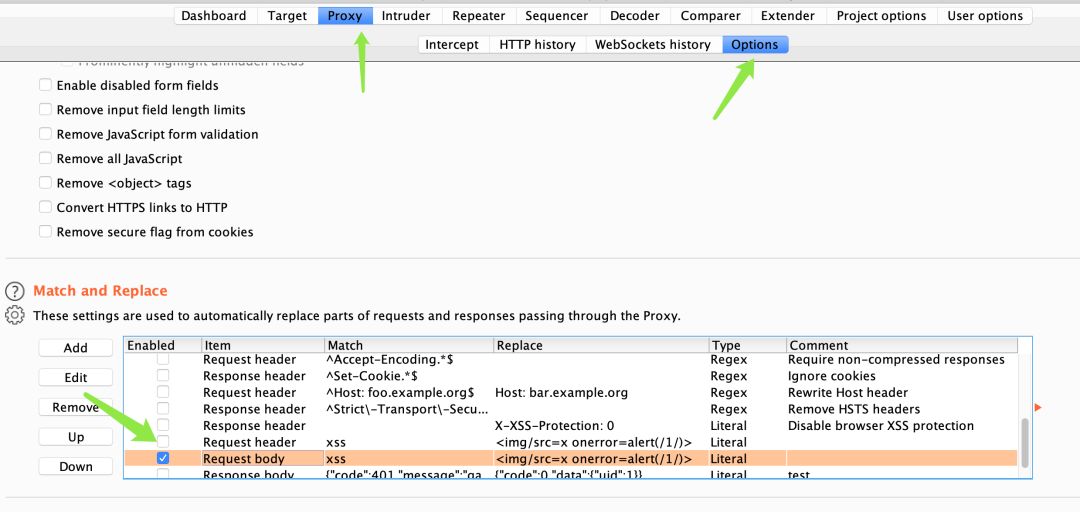 Dashboard Target Proxy Intruder Repeater Sequencer Decoder Comparer Extender Project options User options
Intercept HTTP history WebSockets history Options
Prominently highlight unhidden fields
Enable disabled form fields
Remove input field length limits
Remove JavaScript form validation
Remove all JavaScript
Remove <object> tags
Convert HTTPS links to HTTP
Remove secure flag from cookies
? Match and Replace
These settings are used to automatically replace parts of requests and responses passing through the Proxy.
Add
Edit
Remove
Up
Down
Enabled Item Match Replace Type Comment
Request header ^Accept-Encoding.*$ Regex Require non-compressed responses
Response header ^Set-Cookie.*$ Regex Ignore cookies
Request header ^Host: foo.example.org$ Host: bar.example.org Regex Rewrite Host header
Response header ^Strict\-Transport\-Secu... Regex Remove HSTS headers
Response header X-XSS-Protection: 0 Literal Disable browser XSS protection
Request header xss <img/src=x onerror=alert(/1/)> Literal
Request body xss <img/src=x onerror=alert(/1/)> Literal
Response body {"code":401,"message":"qa... {"code":0,"data":{"uid":1}} Literal test